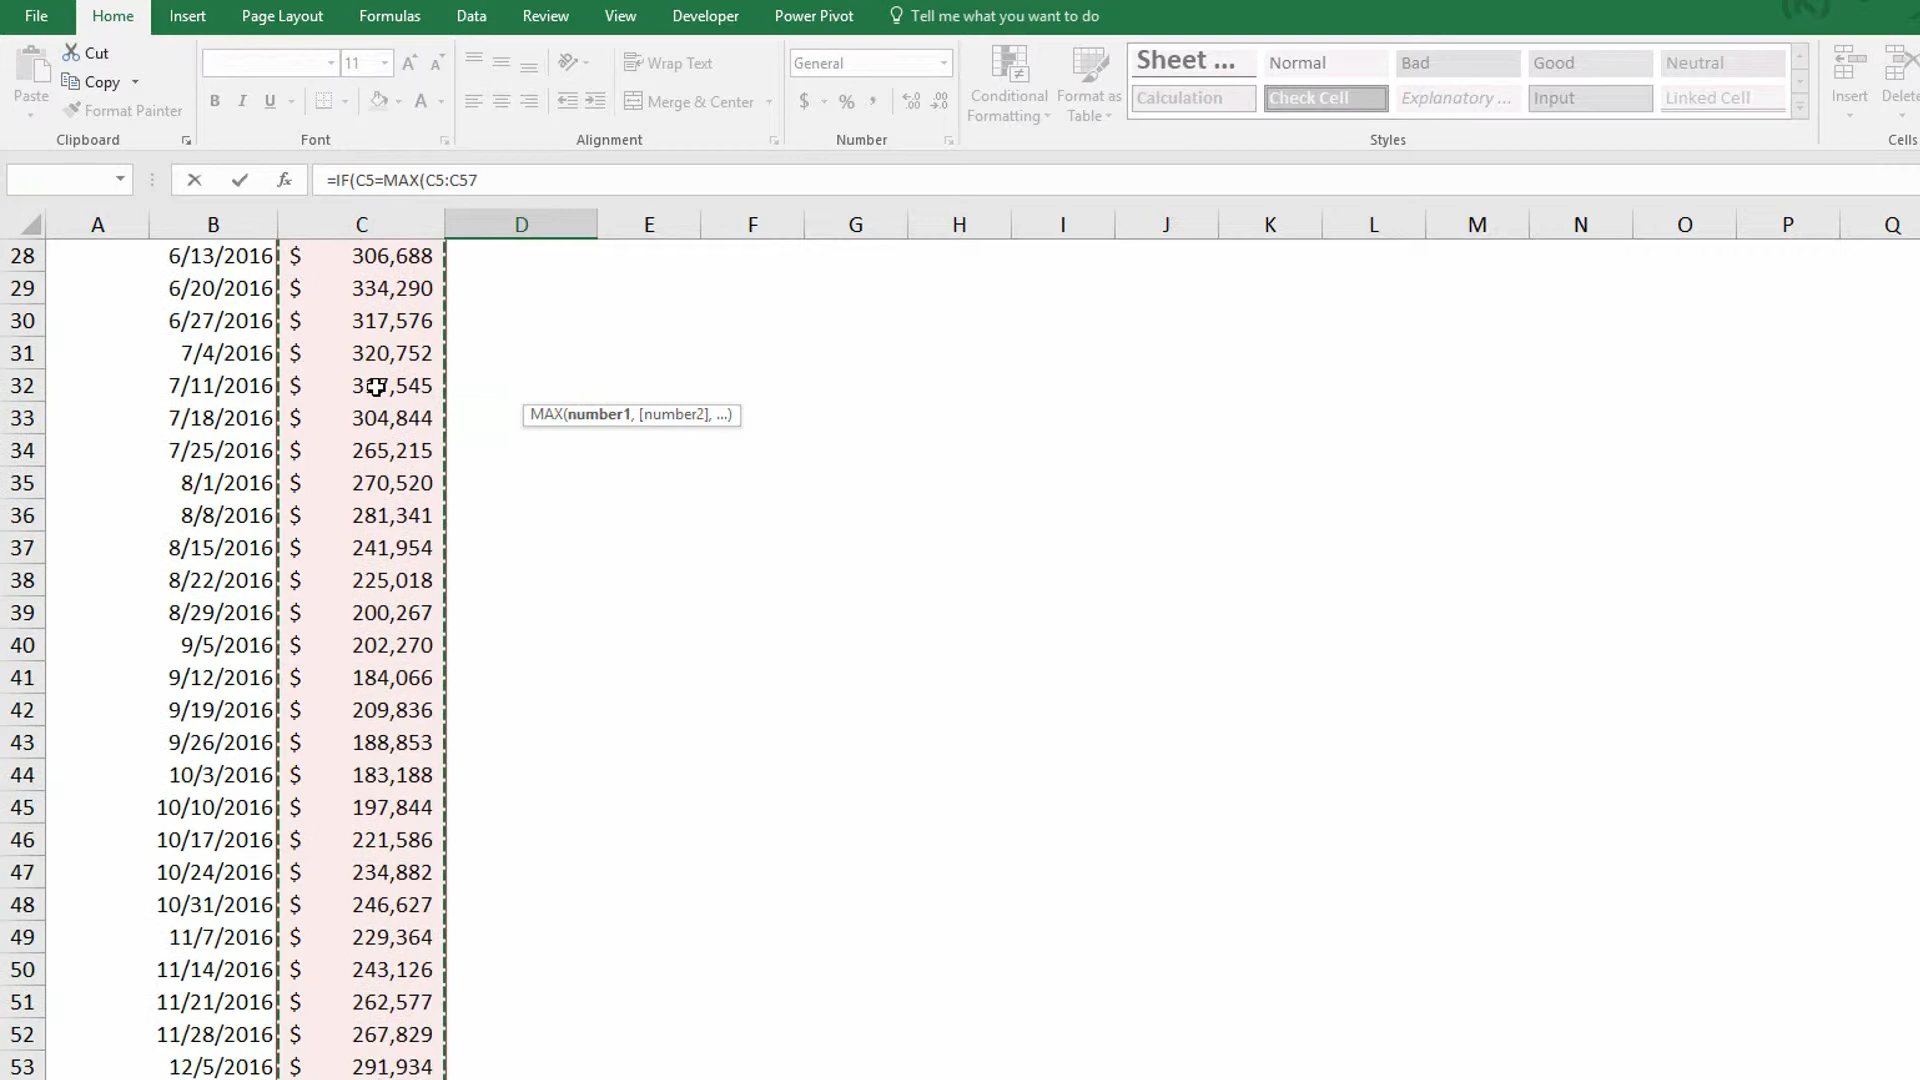 File Home Insert Page Layout Formulas Data Review View Developer Power Pivot Tell me what you want to do
Paste
Cut
Copy
Format Painter
Clipboard
11
B I U A
Font
Wrap Text
Merge & Center
Alignment
General
$ % ,
Number
Conditional Formatting
Format as Table
Sheet ... Normal Bad Good Neutral
Calculation Check Cell Explanatory ... Input Linked Cell
Styles
Insert Delete
Cells
fx =IF(C5=MAX(C5:C57
A B C D E F G H I J K L M N O P Q
28 6/13/2016 $ 306,688
29 6/20/2016 $ 334,290
30 6/27/2016 $ 317,576
31 7/4/2016 $ 320,752
32 7/11/2016 $
33 7/18/2016 $ 304,844
MAX(number1, [number2], ...)
34 7/25/2016 $ 265,215
35 8/1/2016 $ 270,520
36 8/8/2016 $ 281,341
37 8/15/2016 $ 241,954
38 8/22/2016 $ 225,018
39 8/29/2016 $ 200,267
40 9/5/2016 $ 202,270
41 9/12/2016 $ 184,066
42 9/19/2016 $ 209,836
43 9/26/2016 $ 188,853
44 10/3/2016 $ 183,188
45 10/10/2016 $ 197,844
46 10/17/2016 $ 221,586
47 10/24/2016 $ 234,882
48 10/31/2016 $ 246,627
49 11/7/2016 $ 229,364
50 11/14/2016 $ 243,126
51 11/21/2016 $ 262,577
52 11/28/2016 $ 267,829
53 12/5/2016 $ 291,934